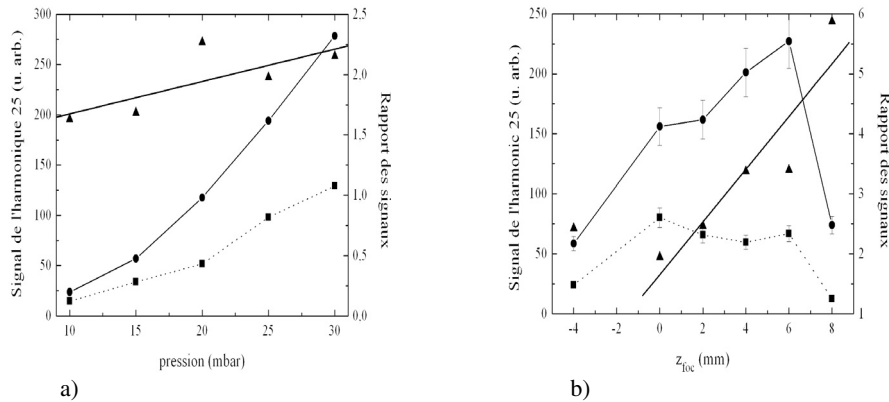 Signal de l'harmonique 25 (u. arb.)
300
250
200
150
100
50
0
10 15 20 25 30
pression (mbar)
2,5
2,0
1,5
1,0
0,5
0,0
Rapport des signaux
a)
Signal de l'harmonic 25 (u. arb.)
250
200
150
100
50
0
-4 -2 0 2 4 6 8
z_foc (mm)
6
5
4
3
2
1
Rapport des signaux
b)